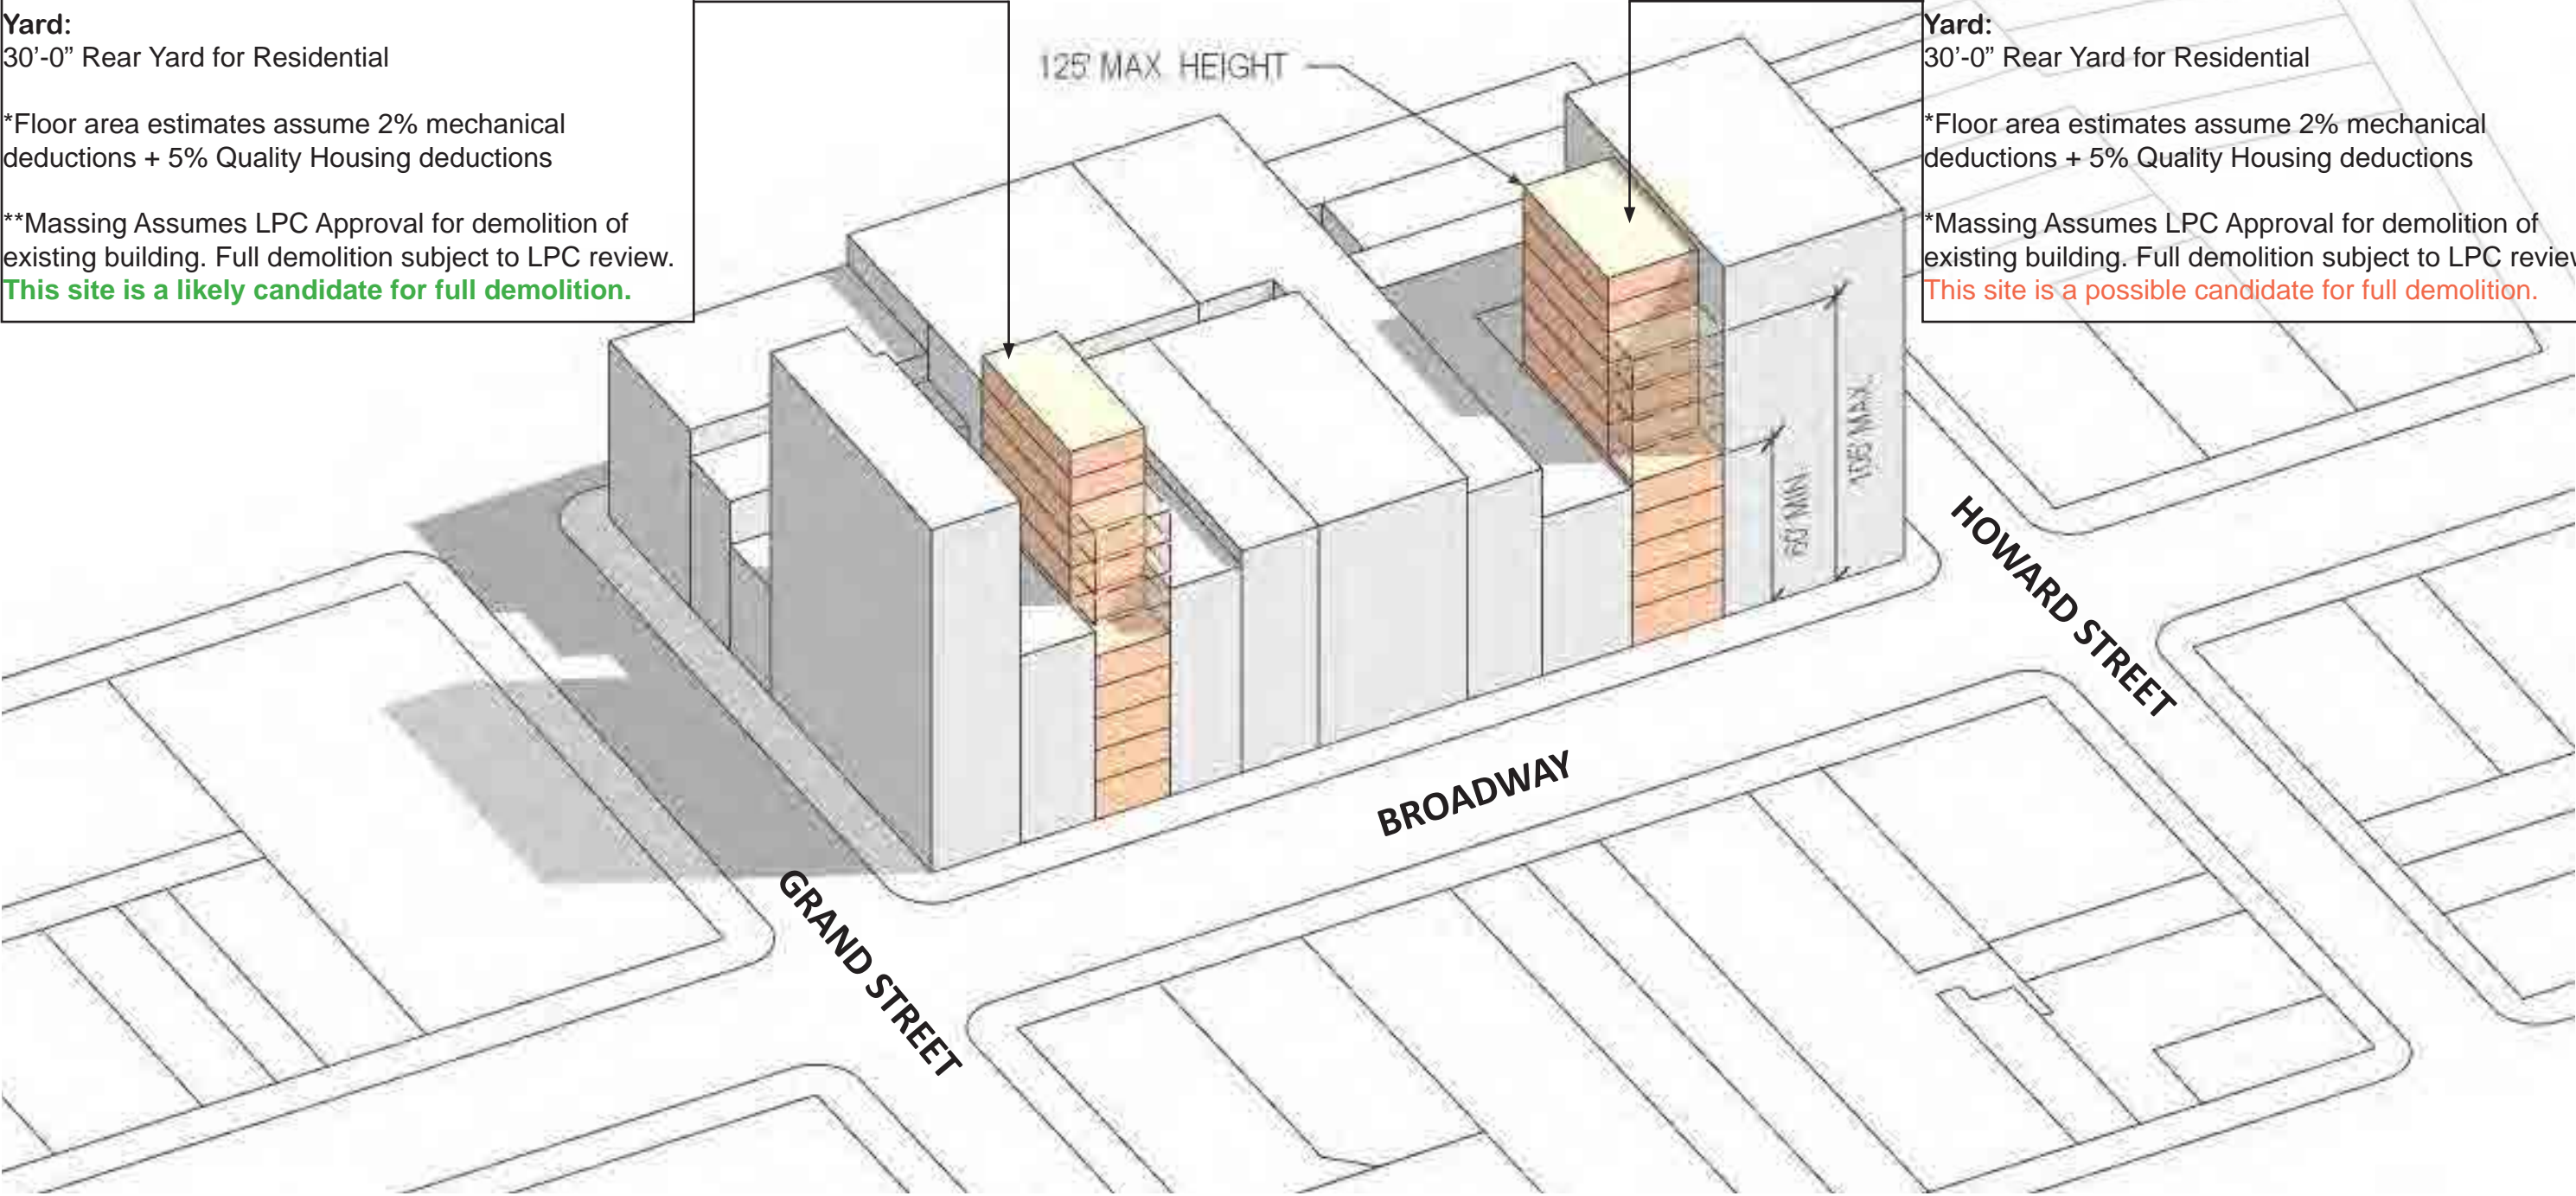 Yard:
30’-0” Rear Yard for Residential
*Floor area estimates assume 2% mechanical
deductions + 5% Quality Housing deductions
**Massing Assumes LPC Approval for demolition of
existing building. Full demolition subject to LPC review.
This site is a likely candidate for full demolition.
125' MAX. HEIGHT
Yard:
30’-0” Rear Yard for Residential
*Floor area estimates assume 2% mechanical
deductions + 5% Quality Housing deductions
*Massing Assumes LPC Approval for demolition of
existing building. Full demolition subject to LPC review
This site is a possible candidate for full demolition.
60' MIN.
105' MAX.
HOWARD STREET
BROADWAY
GRAND STREET